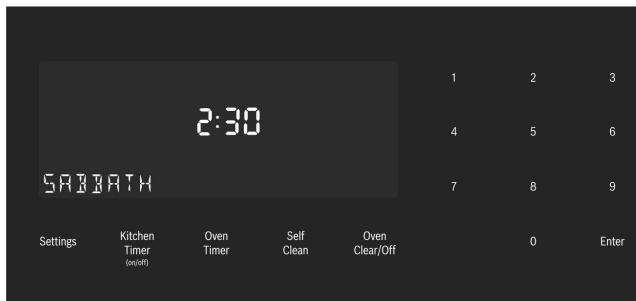 2:30
SABBATH
Settings
Kitchen
Timer
(on/off)
Oven
Timer
Self
Clean
Oven
Clear/Off
1 2 3
4 5 6
7 8 9
0 Enter